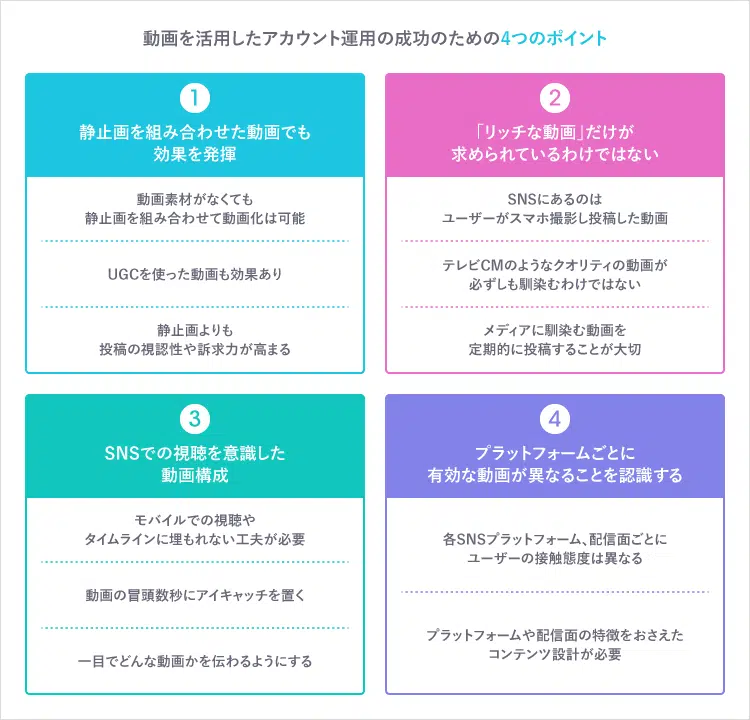 動画を活用したアカウント運用の成功のための4つのポイント
1
静止画を組み合わせた動画でも
効果を発揮
動画素材がなくても
静止画を組み合わせて動画化は可能
UGCを使った動画も効果あり
静止画よりも
投稿の視認性や訴求力が高まる
2
「リッチな動画」だけが
求められているわけではない
SNSにあるのは
ユーザーがスマホ撮影し投稿した動画
テレビCMのようなクオリティの動画が
必ずしも馴染むわけではない
メディアに馴染む動画を
定期的に投稿することが大切
3
SNSでの視聴を意識した
動画構成
モバイルでの視聴や
タイムラインに埋もれない工夫が必要
動画の冒頭数秒にアイキャッチを置く
一目でどんな動画かを伝わるようにする
4
プラットフォームごとに
有効な動画が異なることを認識する
各SNSプラットフォーム、配信面ごとに
ユーザーの接触態度は異なる
プラットフォームや配信面の特徴をおさえた
コンテンツ設計が必要